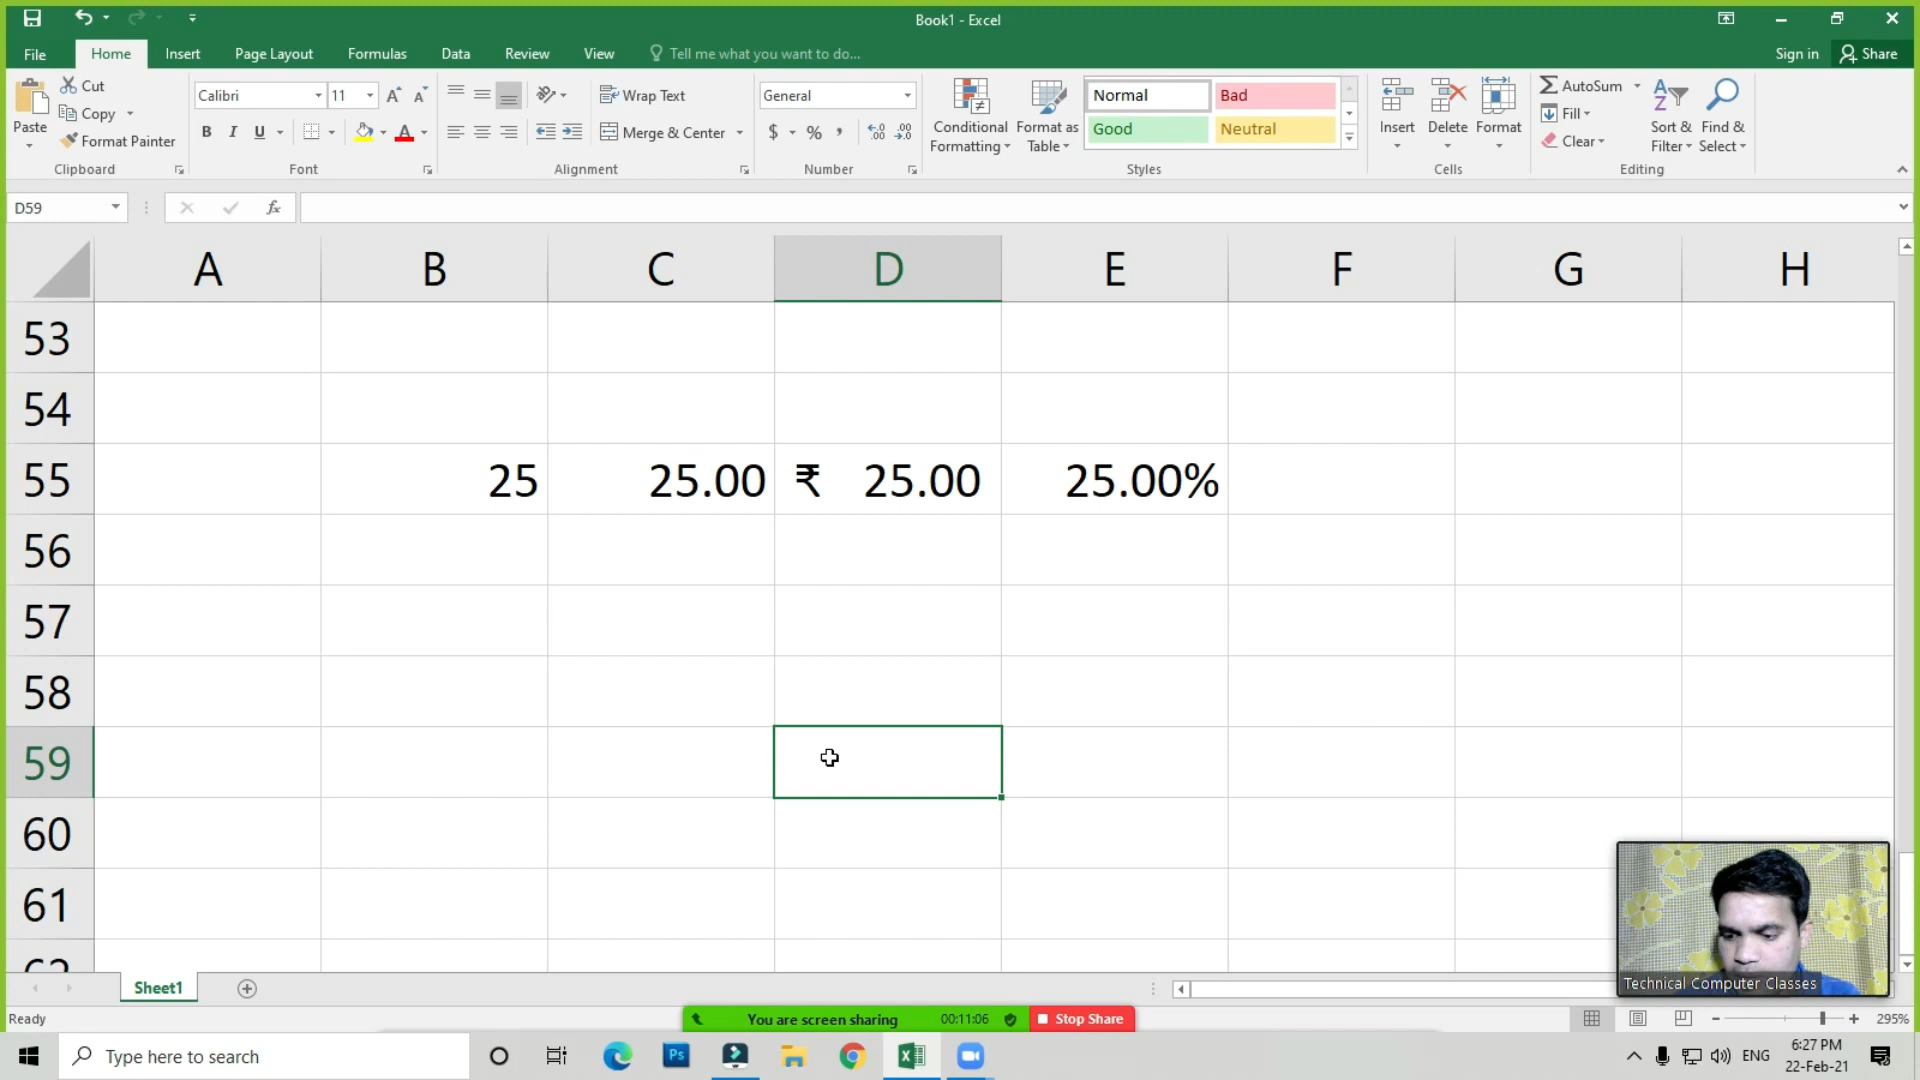 Book1 - Excel
File Home Insert Page Layout Formulas Data Review View Tell me what you want to do... Sign in Share
Paste
Cut
Copy
Format Painter
Calibri 11
B I U A
Wrap Text
Merge & Center
General
$ % ,
Conditional Formatting
Format as Table
Normal Bad
Good Neutral
Insert Delete Format
AutoSum
Fill
Clear
Sort & Filter
Find & Select
Clipboard Font Alignment Number Styles Cells Editing
D59 fx
A B C D E F G H
53
54
55 25 25.00 ₹ 25.00 25.00%
56
57
58
59
60
61
62
Technical Computer Classes
Sheet1
Ready
You are screen sharing 00:11:06 Stop Share
295%
Type here to search
Ps
ENG
6:27 PM
22-Feb-21